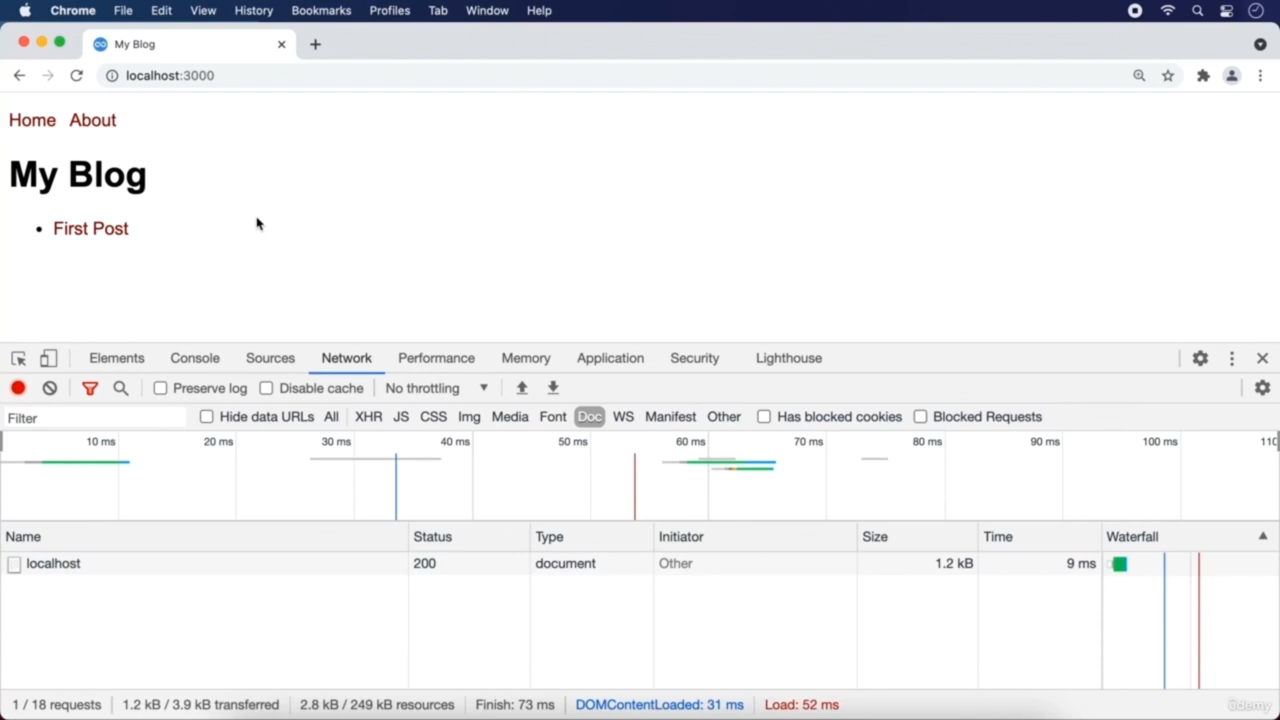 Chrome File Edit View History Bookmarks Profiles Tab Window Help
My Blog
localhost:3000
Home About
My Blog
• First Post
Elements Console Sources Network Performance Memory Application Security Lighthouse
Preserve log Disable cache No throttling
Filter Hide data URLs All XHR JS CSS Img Media Font Doc WS Manifest Other Has blocked cookies Blocked Requests
10 ms 20 ms 30 ms 40 ms 50 ms 60 ms 70 ms 80 ms 90 ms 100 ms 110
Name Status Type Initiator Size Time Waterfall
localhost 200 document Other 1.2 kB 9 ms
1 / 18 requests 1.2 kB / 3.9 kB transferred 2.8 kB / 249 kB resources Finish: 73 ms DOMContentLoaded: 31 ms Load: 52 ms
ûdemy